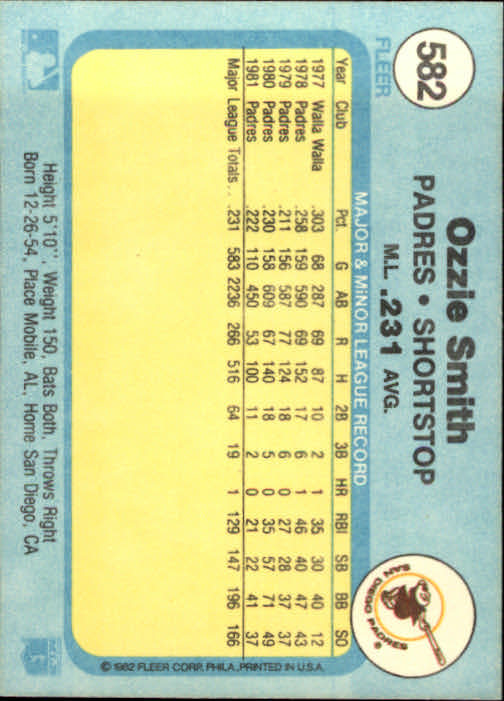 582
FLEER
Ozzie Smith
PADRES • SHORTSTOP
M.L. .231 AVG.
SAN DIEGO PADRES ®
MAJOR & MINOR LEAGUE RECORD
Year Club Pct. G AB R H 2B 3B HR RBI SB BB SO
1977 Walla Walla .303 68 287 69 87 10 2 1 35 30 40 12
1978 Padres .258 159 590 69 152 17 6 1 46 40 47 43
1979 Padres .211 156 587 77 124 18 6 0 27 28 37 37
1980 Padres .230 158 609 67 140 18 5 0 35 57 71 49
1981 Padres .222 110 450 53 100 11 2 0 21 22 41 37
Major League Totals . . .231 583 2236 266 516 64 19 1 129 147 196 166
© 1982 FLEER CORP. PHILA., PRINTED IN U.S.A.
Height 5'10", Weight 150, Bats Both, Throws Right
Born 12-26-54, Place Mobile, AL, Home San Diego, CA